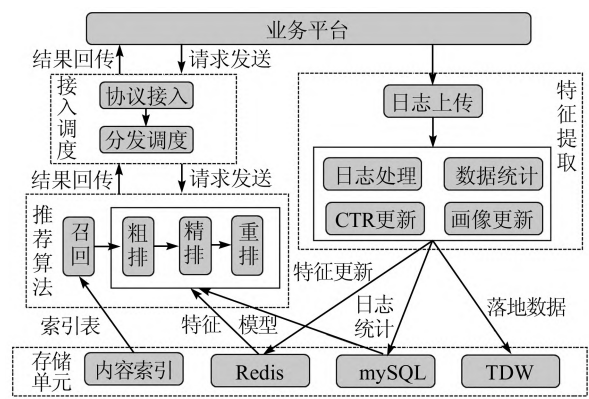 业务平台
结果回传
请求发送
接入调度
协议接入
分发调度
日志上传
特征提取
日志处理
数据统计
CTR更新
画像更新
结果回传
请求发送
推荐算法
召回
粗排
精排
重排
特征更新
索引表
特征
模型
日志
统计
落地数据
存储
单元
内容索引
Redis
mySQL
TDW